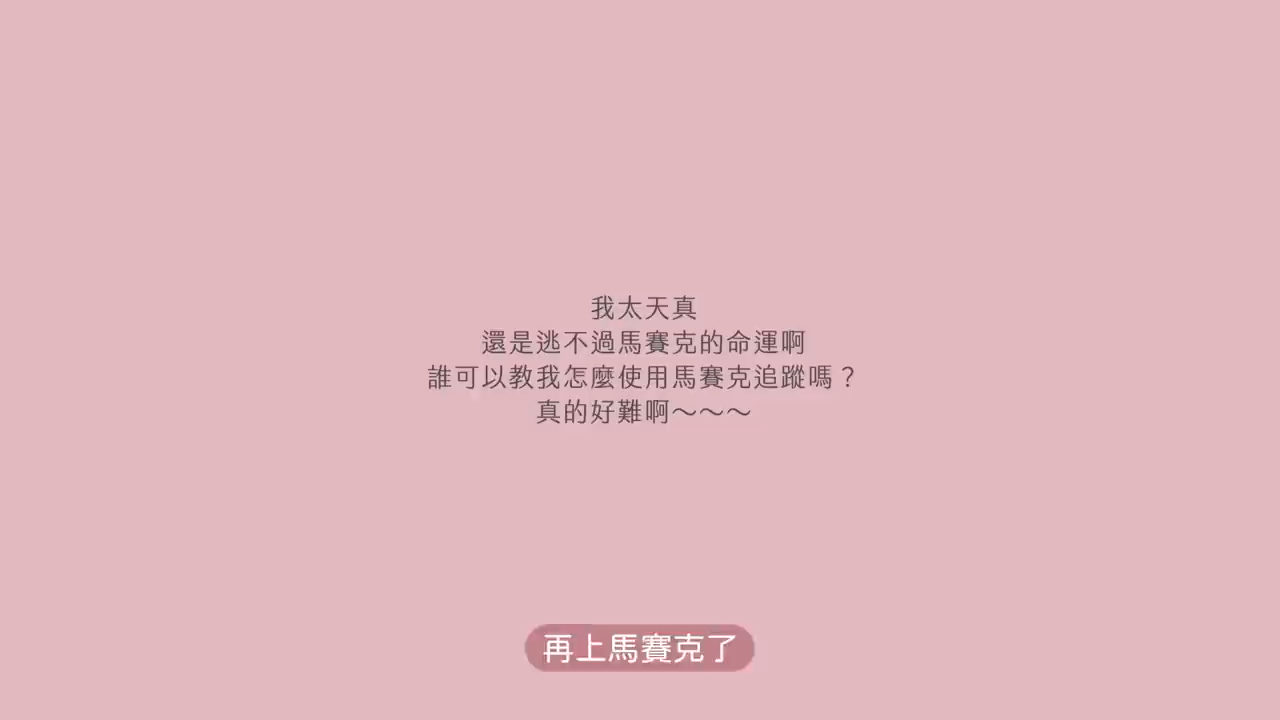 我太天真
還是逃不過馬賽克的命運啊
誰可以教我怎麼使用馬賽克追蹤嗎？
真的好難啊～～～
再上馬賽克了